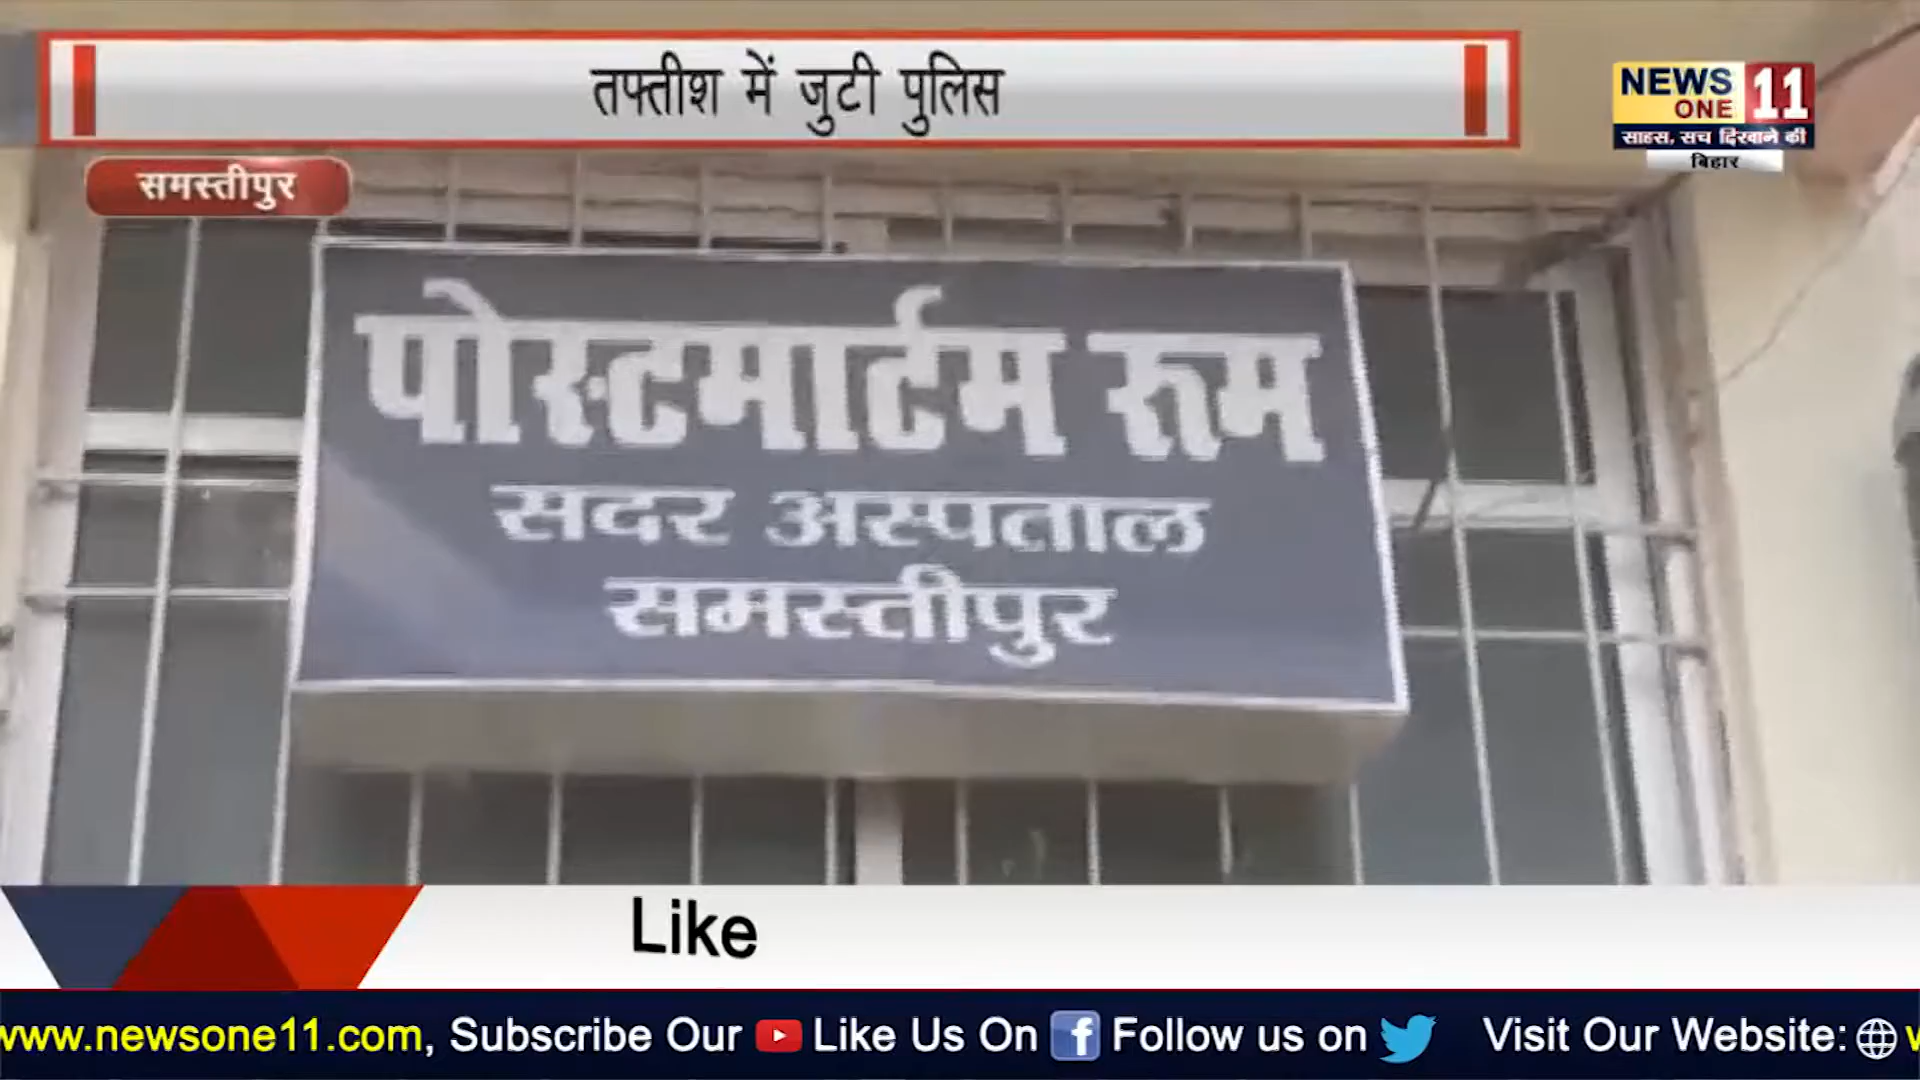 तफ्तीश में जुटी पुलिस
NEWS
ONE 11
साहस, सच दिखाने की
बिहार
समस्तीपुर
पोस्टमार्टम रूम
सदर अस्पताल
समस्तीपुर
Like
www.newsone11.com, Subscribe Our Like Us On Follow us on Visit Our Website: